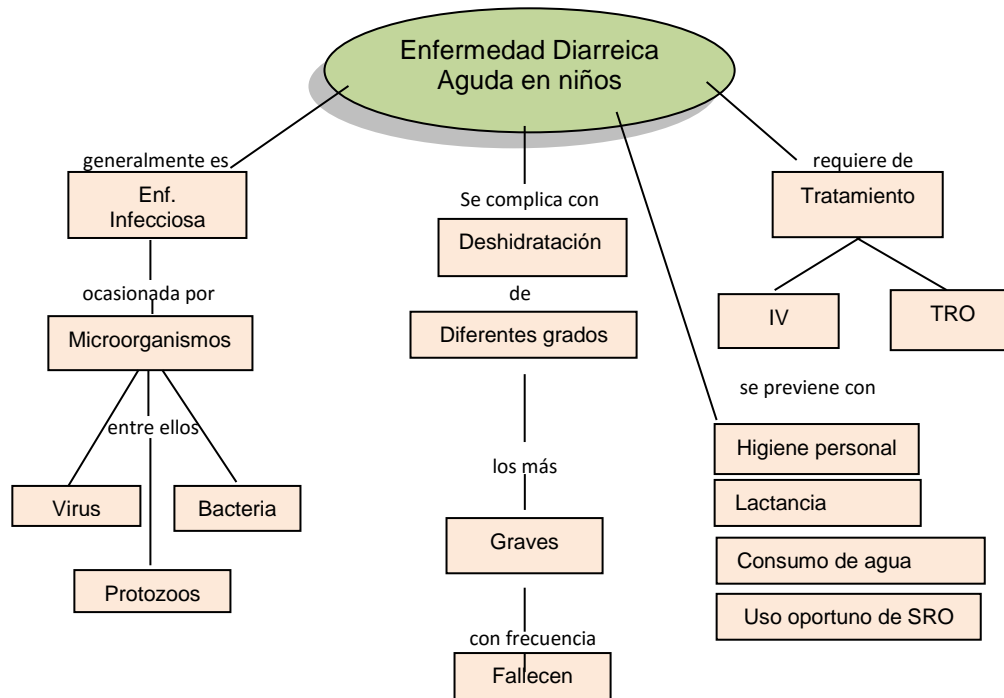 Enfermedad Diarreica
Aguda en niños
generalmente es
Enf.
Infecciosa
ocasionada por
Microorganismos
entre ellos
Virus
Bacteria
Protozoos
Se complica con
Deshidratación
de
Diferentes grados
los más
Graves
con frecuencia
Fallecen
requiere de
Tratamiento
IV
TRO
se previene con
Higiene personal
Lactancia
Consumo de agua
Uso oportuno de SRO